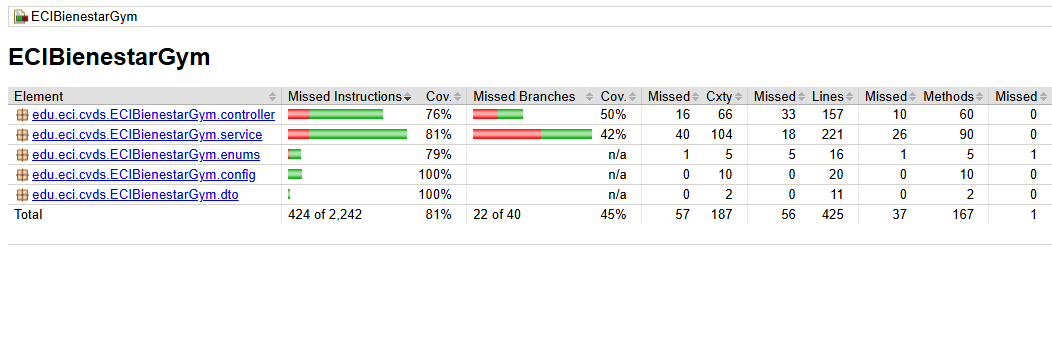 ECIBienestarGym
ECIBienestarGym
Element Missed Instructions Cov. Missed Branches Cov. Missed Cxty Missed Lines Missed Methods Missed
edu.eci.cvds.ECIBienestarGym.controller 76% 50% 16 66 33 157 10 60 0
edu.eci.cvds.ECIBienestarGym.service 81% 42% 40 104 18 221 26 90 0
edu.eci.cvds.ECIBienestarGym.enums 79% n/a 1 5 5 16 1 5 1
edu.eci.cvds.ECIBienestarGym.config 100% n/a 0 10 0 20 0 10 0
edu.eci.cvds.ECIBienestarGym.dto 100% n/a 0 2 0 11 0 2 0
Total 424 of 2,242 81% 22 of 40 45% 57 187 56 425 37 167 1